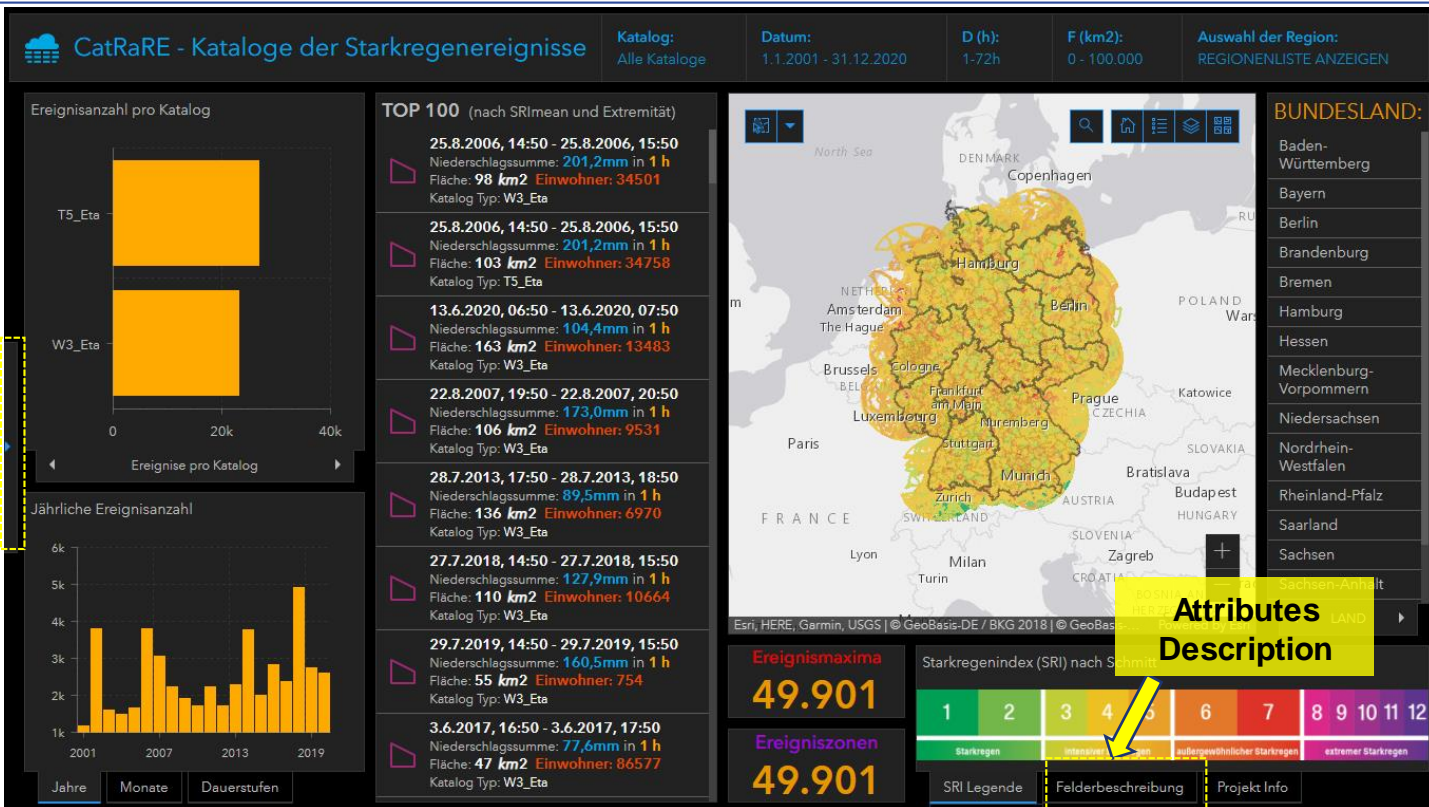 CatRaRE - Kataloge der Starkregenereignisse
Katalog:
Alle Kataloge
Datum:
1.1.2001 - 31.12.2020
D (h):
1-72h
F (km2):
0 - 100.000
Auswahl der Region:
REGIONENLISTE ANZEIGEN
Ereignisanzahl pro Katalog
T5_Eta
W3_Eta
0 20k 40k
Ereignise pro Katalog
Jährliche Ereignisanzahl
6k
5k
4k
3k
2k
1k
2001 2007 2013 2019
Jahre Monate Dauerstufen
TOP 100 (nach SRImean und Extremität)
25.8.2006, 14:50 - 25.8.2006, 15:50
Niederschlagssumme: 201,2mm in 1 h
Fläche: 98 km2 Einwohner: 34501
Katalog Typ: W3_Eta
25.8.2006, 14:50 - 25.8.2006, 15:50
Niederschlagssumme: 201,2mm in 1 h
Fläche: 103 km2 Einwohner: 34758
Katalog Typ: T5_Eta
13.6.2020, 06:50 - 13.6.2020, 07:50
Niederschlagssumme: 104,4mm in 1 h
Fläche: 163 km2 Einwohner: 13483
Katalog Typ: W3_Eta
22.8.2007, 19:50 - 22.8.2007, 20:50
Niederschlagssumme: 173,0mm in 1 h
Fläche: 106 km2 Einwohner: 9531
Katalog Typ: W3_Eta
28.7.2013, 17:50 - 28.7.2013, 18:50
Niederschlagssumme: 89,5mm in 1 h
Fläche: 136 km2 Einwohner: 6970
Katalog Typ: W3_Eta
27.7.2018, 14:50 - 27.7.2018, 15:50
Niederschlagssumme: 127,9mm in 1 h
Fläche: 110 km2 Einwohner: 10664
Katalog Typ: W3_Eta
29.7.2019, 14:50 - 29.7.2019, 15:50
Niederschlagssumme: 160,5mm in 1 h
Fläche: 55 km2 Einwohner: 754
Katalog Typ: W3_Eta
3.6.2017, 16:50 - 3.6.2017, 17:50
Niederschlagssumme: 77,6mm in 1 h
Fläche: 47 km2 Einwohner: 86577
Katalog Typ: W3_Eta
North Sea
DENMARK
Copenhagen
RU
Hamburg
Amsterdam
Berlin
POLAND
The Hague
Brussels
Cologne
Frankfurt
am Main
Prague
Katowice
Luxembourg
CZECHIA
Nuremberg
Paris
Stuttgart
SLOVAKIA
Munich
Bratislava
Zurich
AUSTRIA
Budapest
FRANCE
HUNGARY
SLOVENIA
Lyon
Milan
Zagreb
Turin
CROATIA
Esri, HERE, Garmin, USGS | © GeoBasis-DE / BKG 2018 | © GeoBasis-... Powered by Esri
BUNDESLAND:
Baden-
Württemberg
Bayern
Berlin
Brandenburg
Bremen
Hamburg
Hessen
Mecklenburg-
Vorpommern
Niedersachsen
Nordrhein-
Westfalen
Rheinland-Pfalz
Saarland
Sachsen
Sachsen-Anhalt
LAND
Attributes
Description
Ereignismaxima
49.901
Ereigniszonen
49.901
Starkregenindex (SRI) nach Schmitt
1 2 3 4 5 6 7 8 9 10 11 12
Starkregen intensiver außergewöhnlicher Starkregen extremer Starkregen
SRI Legende Felderbeschreibung Projekt Info